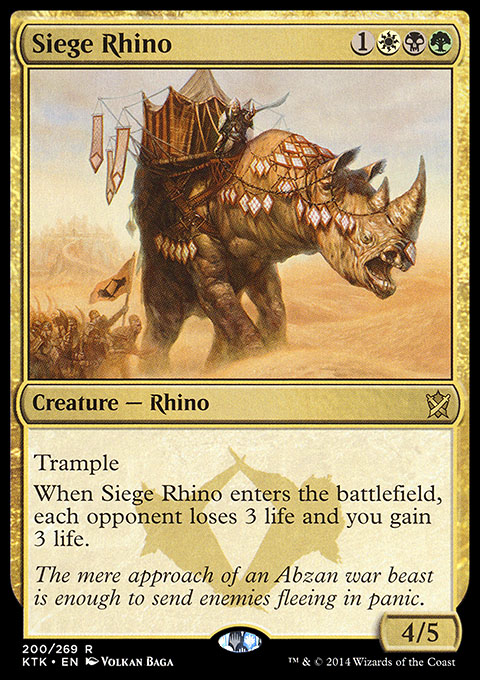 Siege Rhino 1
Creature — Rhino
Trample
When Siege Rhino enters the battlefield,
each opponent loses 3 life and you gain
3 life.
The mere approach of an Abzan war beast
is enough to send enemies fleeing in panic.
4/5
200/269 R
KTK • EN Volkan Baga
™ & © 2014 Wizards of the Coast